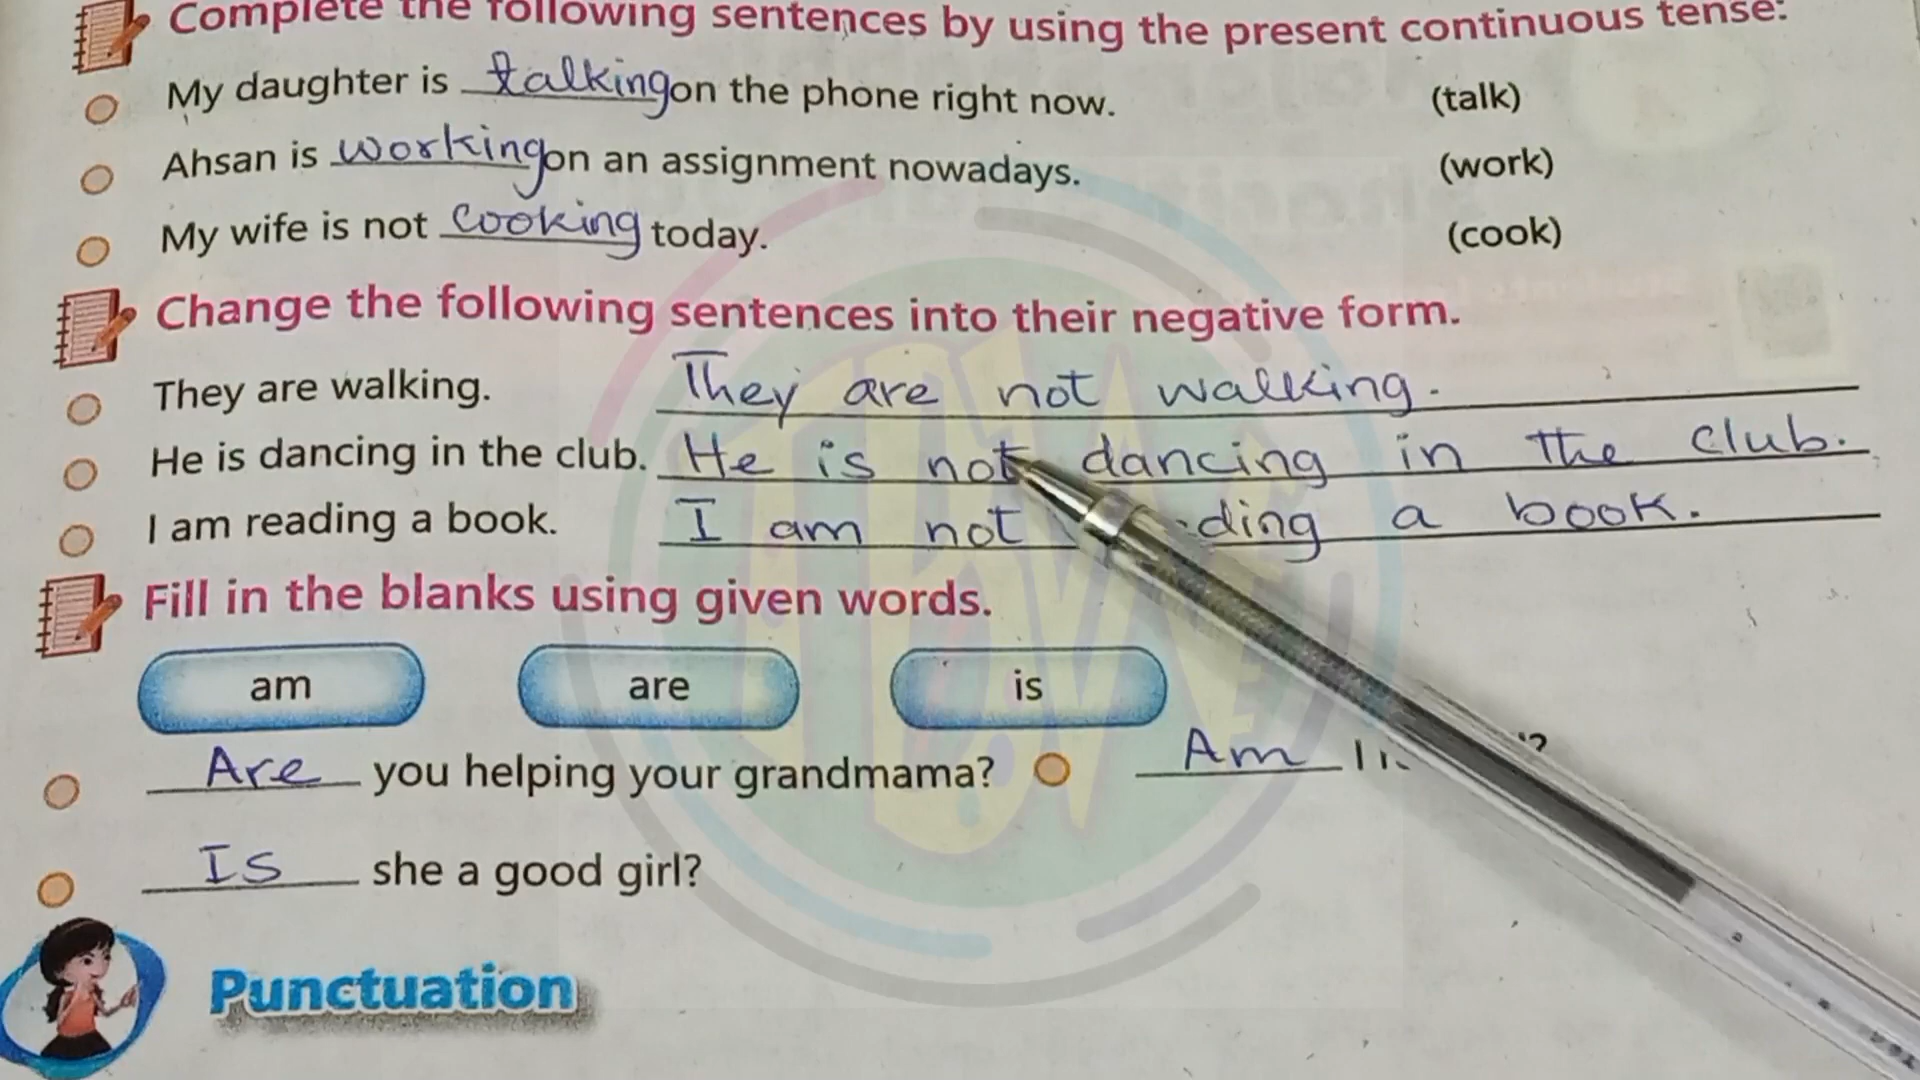 Complete the following sentences by using the present continuous tense:
My daughter is talking on the phone right now. (talk)
Ahsan is working on an assignment nowadays. (work)
My wife is not cooking today. (cook)
Change the following sentences into their negative form.
They are walking. They are not walking.
He is dancing in the club. He is not dancing in the club.
I am reading a book. I am not ding a book.
Fill in the blanks using given words.
am are is
Are you helping your grandmama? Am I ?
Is she a good girl?
Punctuation